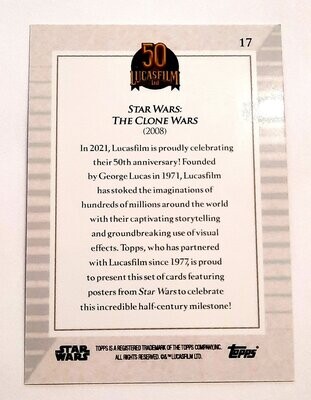 17
50
LUCASFILM
Ltd
STAR WARS:
THE CLONE WARS
(2008)
In 2021, Lucasfilm is proudly celebrating
their 50th anniversary! Founded
by George Lucas in 1971, Lucasfilm
has stoked the imaginations of
hundreds of millions around the world
with their captivating storytelling
and groundbreaking use of visual
effects. Topps, who has partnered
with Lucasfilm since 1977, is proud
to present this set of cards featuring
posters from Star Wars to celebrate
this incredible half-century milestone!
STAR
WARS
TOPPS IS A REGISTERED TRADEMARK OF THE TOPPS COMPANY, INC.
ALL RIGHTS RESERVED. ©& ™ LUCASFILM LTD.
TOPPS